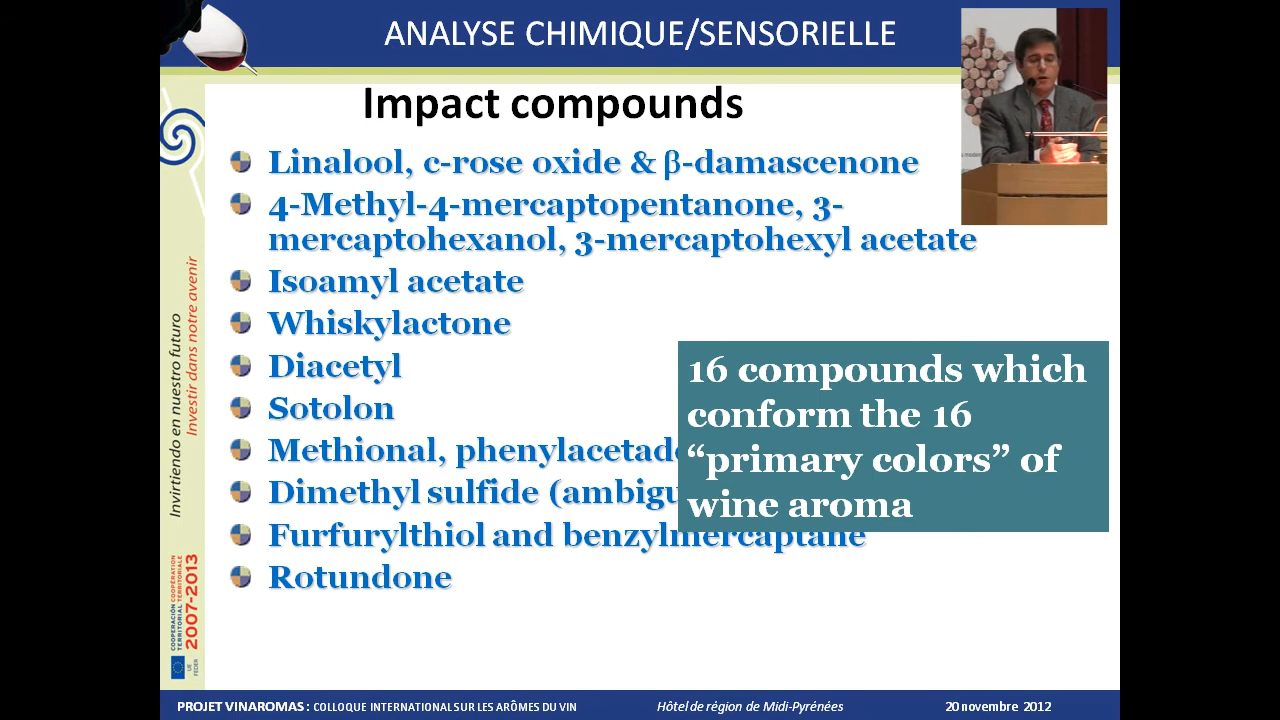 ANALYSE CHIMIQUE/SENSORIELLE
Impact compounds
Linalool, c-rose oxide & β-damascenone
4-Methyl-4-mercaptopentanone, 3-
mercaptohexanol, 3-mercaptohexyl acetate
Isoamyl acetate
Whiskylactone
Diacetyl
Sotolon
Methional,
Dimethyl sulfide
Furfurylthiol and benzylmercaptane
Rotundone
16 compounds which
conform the 16
“primary colors” of
wine aroma
Invirtiendo en nuestro futuro
Investir dans notre avenir
COOPERACIÓN TERRITORIAL
COOPÉRATION TERRITORIALE
2007-2013
UE
FEDER
PROJET VINAROMAS : COLLOQUE INTERNATIONAL SUR LES ARÔMES DU VIN
Hôtel de région de Midi-Pyrénées
20 novembre 2012